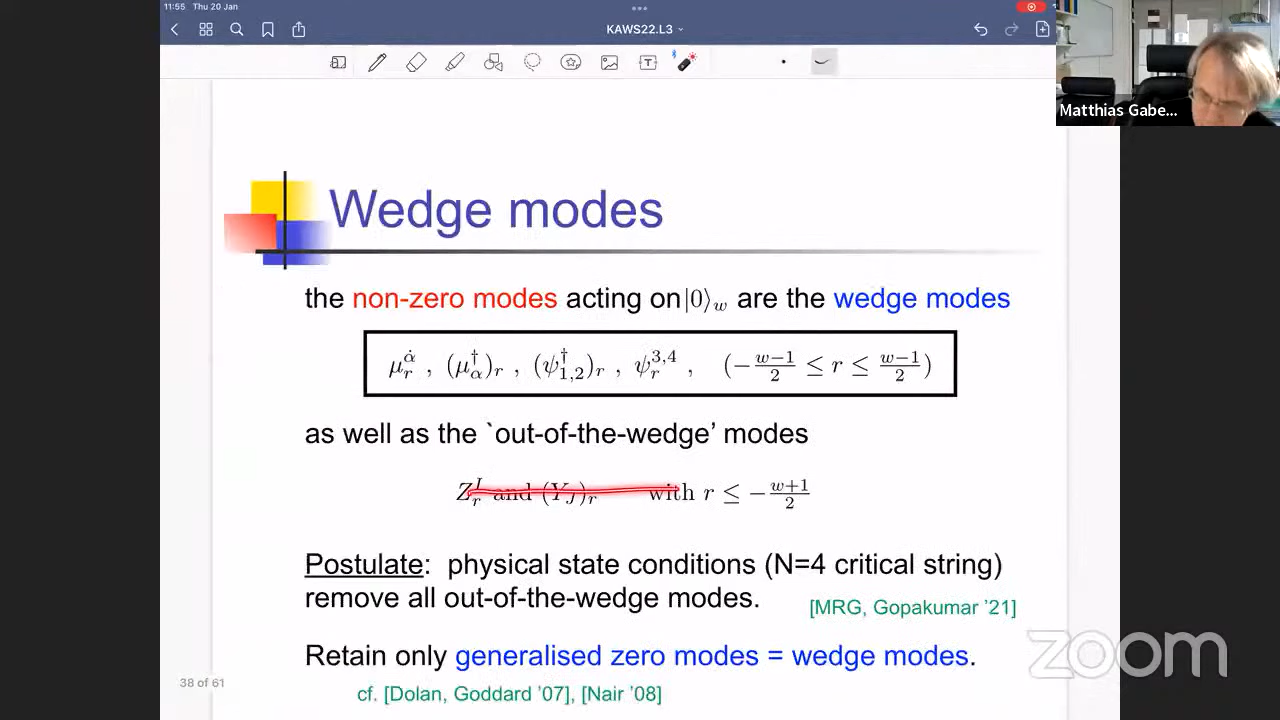 11:55 Thu 20 Jan
KAWS22.L3
Matthias Gabe...
Wedge modes
the non-zero modes acting on |0⟩_w are the wedge modes
μ_r^{α̇} , (μ_α^†)_r , (ψ_{1,2}^†)_r , ψ_r^{3,4} , (−\frac{w−1}{2} ≤ r ≤ \frac{w−1}{2})
as well as the `out-of-the-wedge' modes
Z_r^I and (Y_J)_r with r ≤ −\frac{w+1}{2}
Postulate: physical state conditions (N=4 critical string)
remove all out-of-the-wedge modes. [MRG, Gopakumar '21]
Retain only generalised zero modes = wedge modes.
cf. [Dolan, Goddard '07], [Nair '08]
38 of 61
zoom